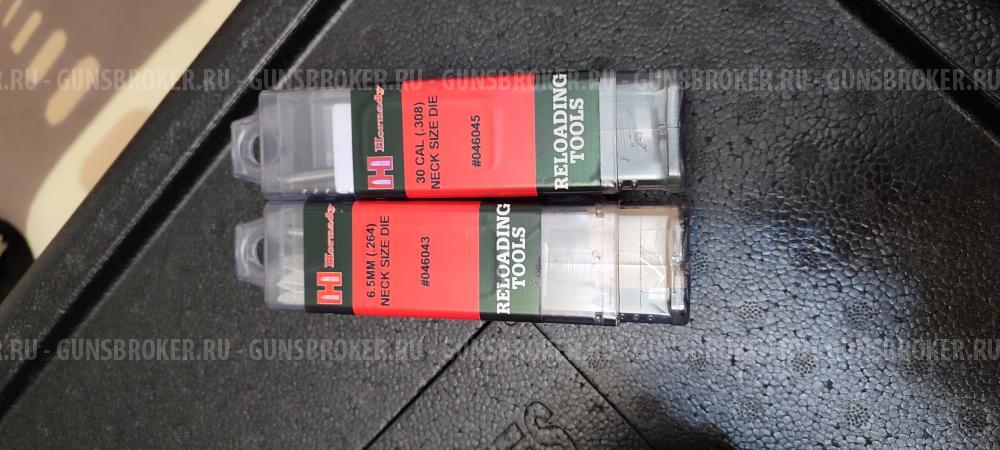 .RU - GUNSBROKER.RU - GUNSBROKER.RU - GUNSBROKER.RU - GUNSBROKER.RU - GUNSBROKER.RU
H Hornady
30 CAL (.308)
NECK SIZE DIE
#046045
RELOADING
TOOLS
H Hornady
6.5MM (.264)
NECK SIZE DIE
#046043
RELOADING
TOOLS
.RU - GUNSBROKER.RU - GUNSBROKER.RU - GUNSBROKER.RU - GUNSBROKER.RU - GUNSBROKER.RU